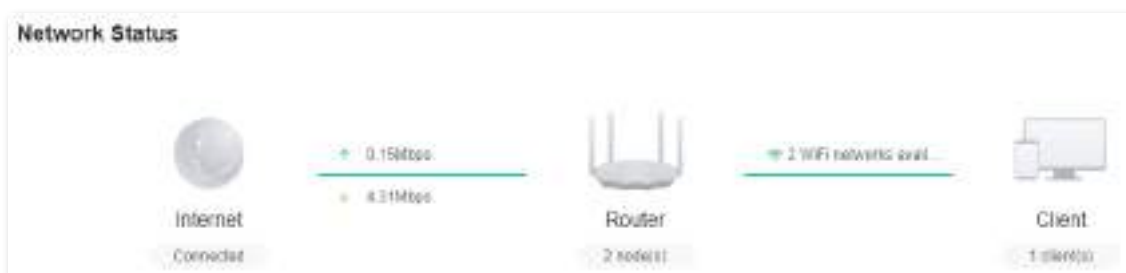 Network Status
0.15Mbps
2 WiFi networks avail...
4.31Mbps
Internet
Router
Client
Connected
2 node(s)
1 client(s)